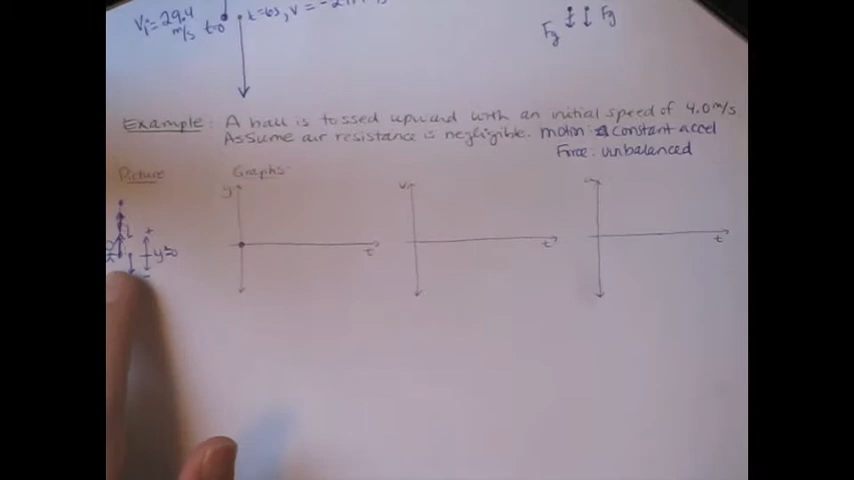 Vi = 29.4 m/s t=0
t=6s, v =
Fg Fg
Example: A ball is tossed upward with an initial speed of 4.0 m/s
Assume air resistance is negligible. motion: constant accel
Force: unbalanced
Picture Graphs
y v
t t t
+
y=0
-